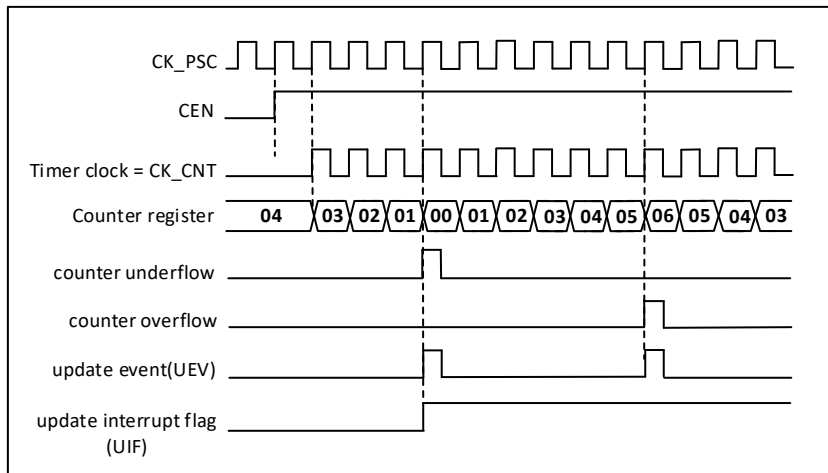 CK_PSC
CEN
Timer clock = CK_CNT
Counter register 04 03 02 01 00 01 02 03 04 05 06 05 04 03
counter underflow
counter overflow
update event(UEV)
update interrupt flag
(UIF)